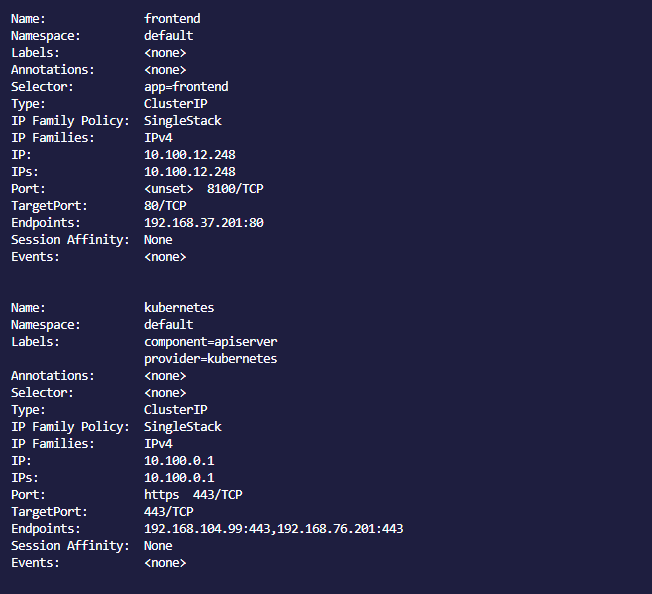 Name:              frontend
Namespace:         default
Labels:            <none>
Annotations:       <none>
Selector:          app=frontend
Type:              ClusterIP
IP Family Policy:  SingleStack
IP Families:       IPv4
IP:                10.100.12.248
IPs:               10.100.12.248
Port:              <unset>  8100/TCP
TargetPort:        80/TCP
Endpoints:         192.168.37.201:80
Session Affinity:  None
Events:            <none>
Name:              kubernetes
Namespace:         default
Labels:            component=apiserver
                   provider=kubernetes
Annotations:       <none>
Selector:          <none>
Type:              ClusterIP
IP Family Policy:  SingleStack
IP Families:       IPv4
IP:                10.100.0.1
IPs:               10.100.0.1
Port:              https  443/TCP
TargetPort:        443/TCP
Endpoints:         192.168.104.99:443,192.168.76.201:443
Session Affinity:  None
Events:            <none>